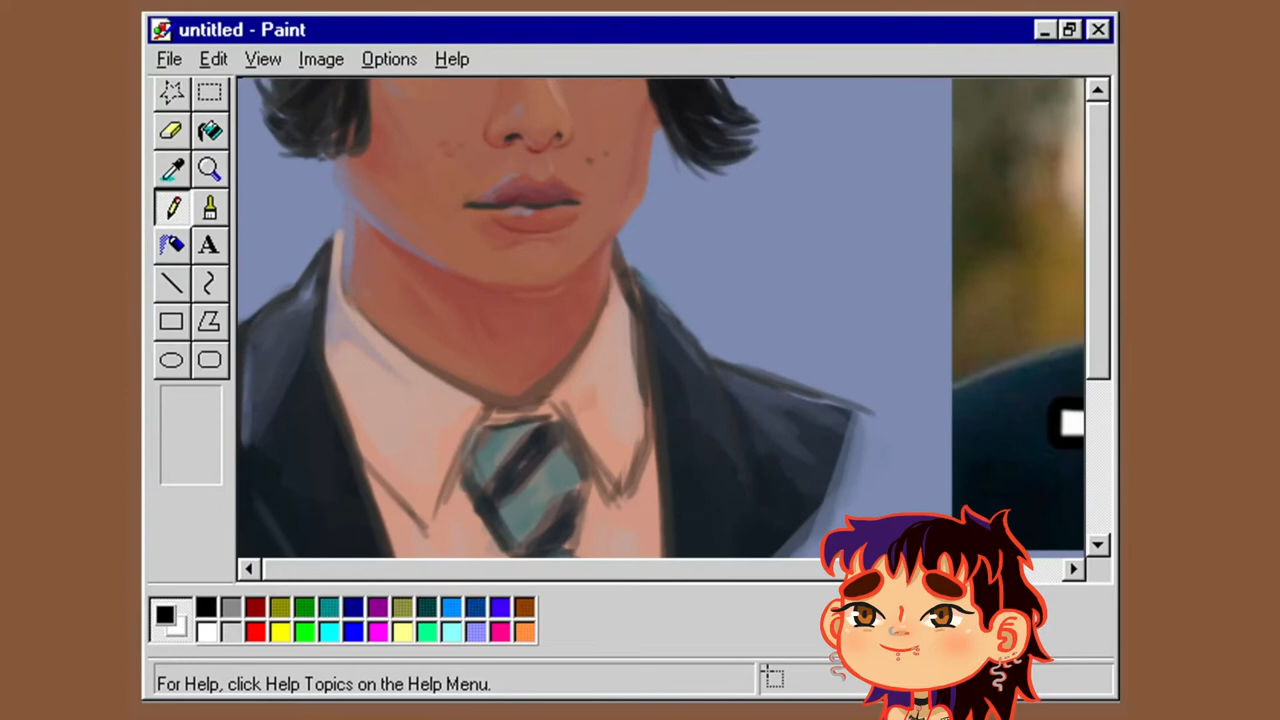 untitled - Paint
File Edit View Image Options Help
A
For Help, click Help Topics on the Help Menu.